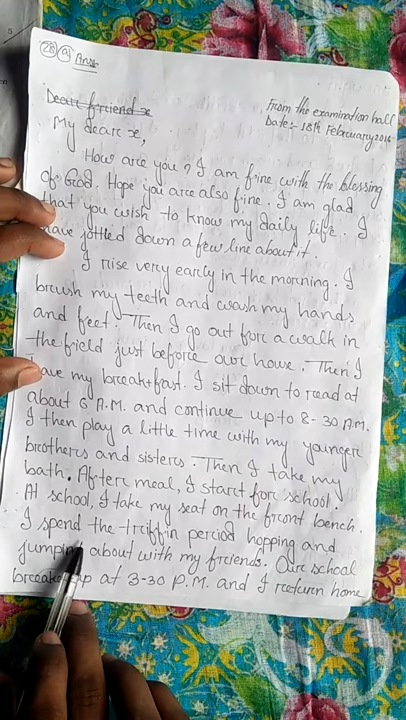 28 (a) Ans:
Dear friend x
From the examination hall
Date:- 18th February 2016
My dear x,
How are you? I am fine with the blessing
of God. Hope you are also fine. I am glad
that you wish to know my daily life. I
have jotted down a few line about it.
I rise very early in the morning. I
brush my teeth and wash my hands
and feet. Then I go out for a walk in
the field just before our house. Then I
have my breakfast. I sit down to read at
about 6 A.M. and continue up to 8-30 A.M.
I then play a little time with my younger
brothers and sisters. Then I take my
bath. After meal, I start for school.
At school, I take my seat on the front bench.
I spend the triffin period hopping and
jumping about with my friends. Our school
breaks up at 3-30 P.M. and I return home